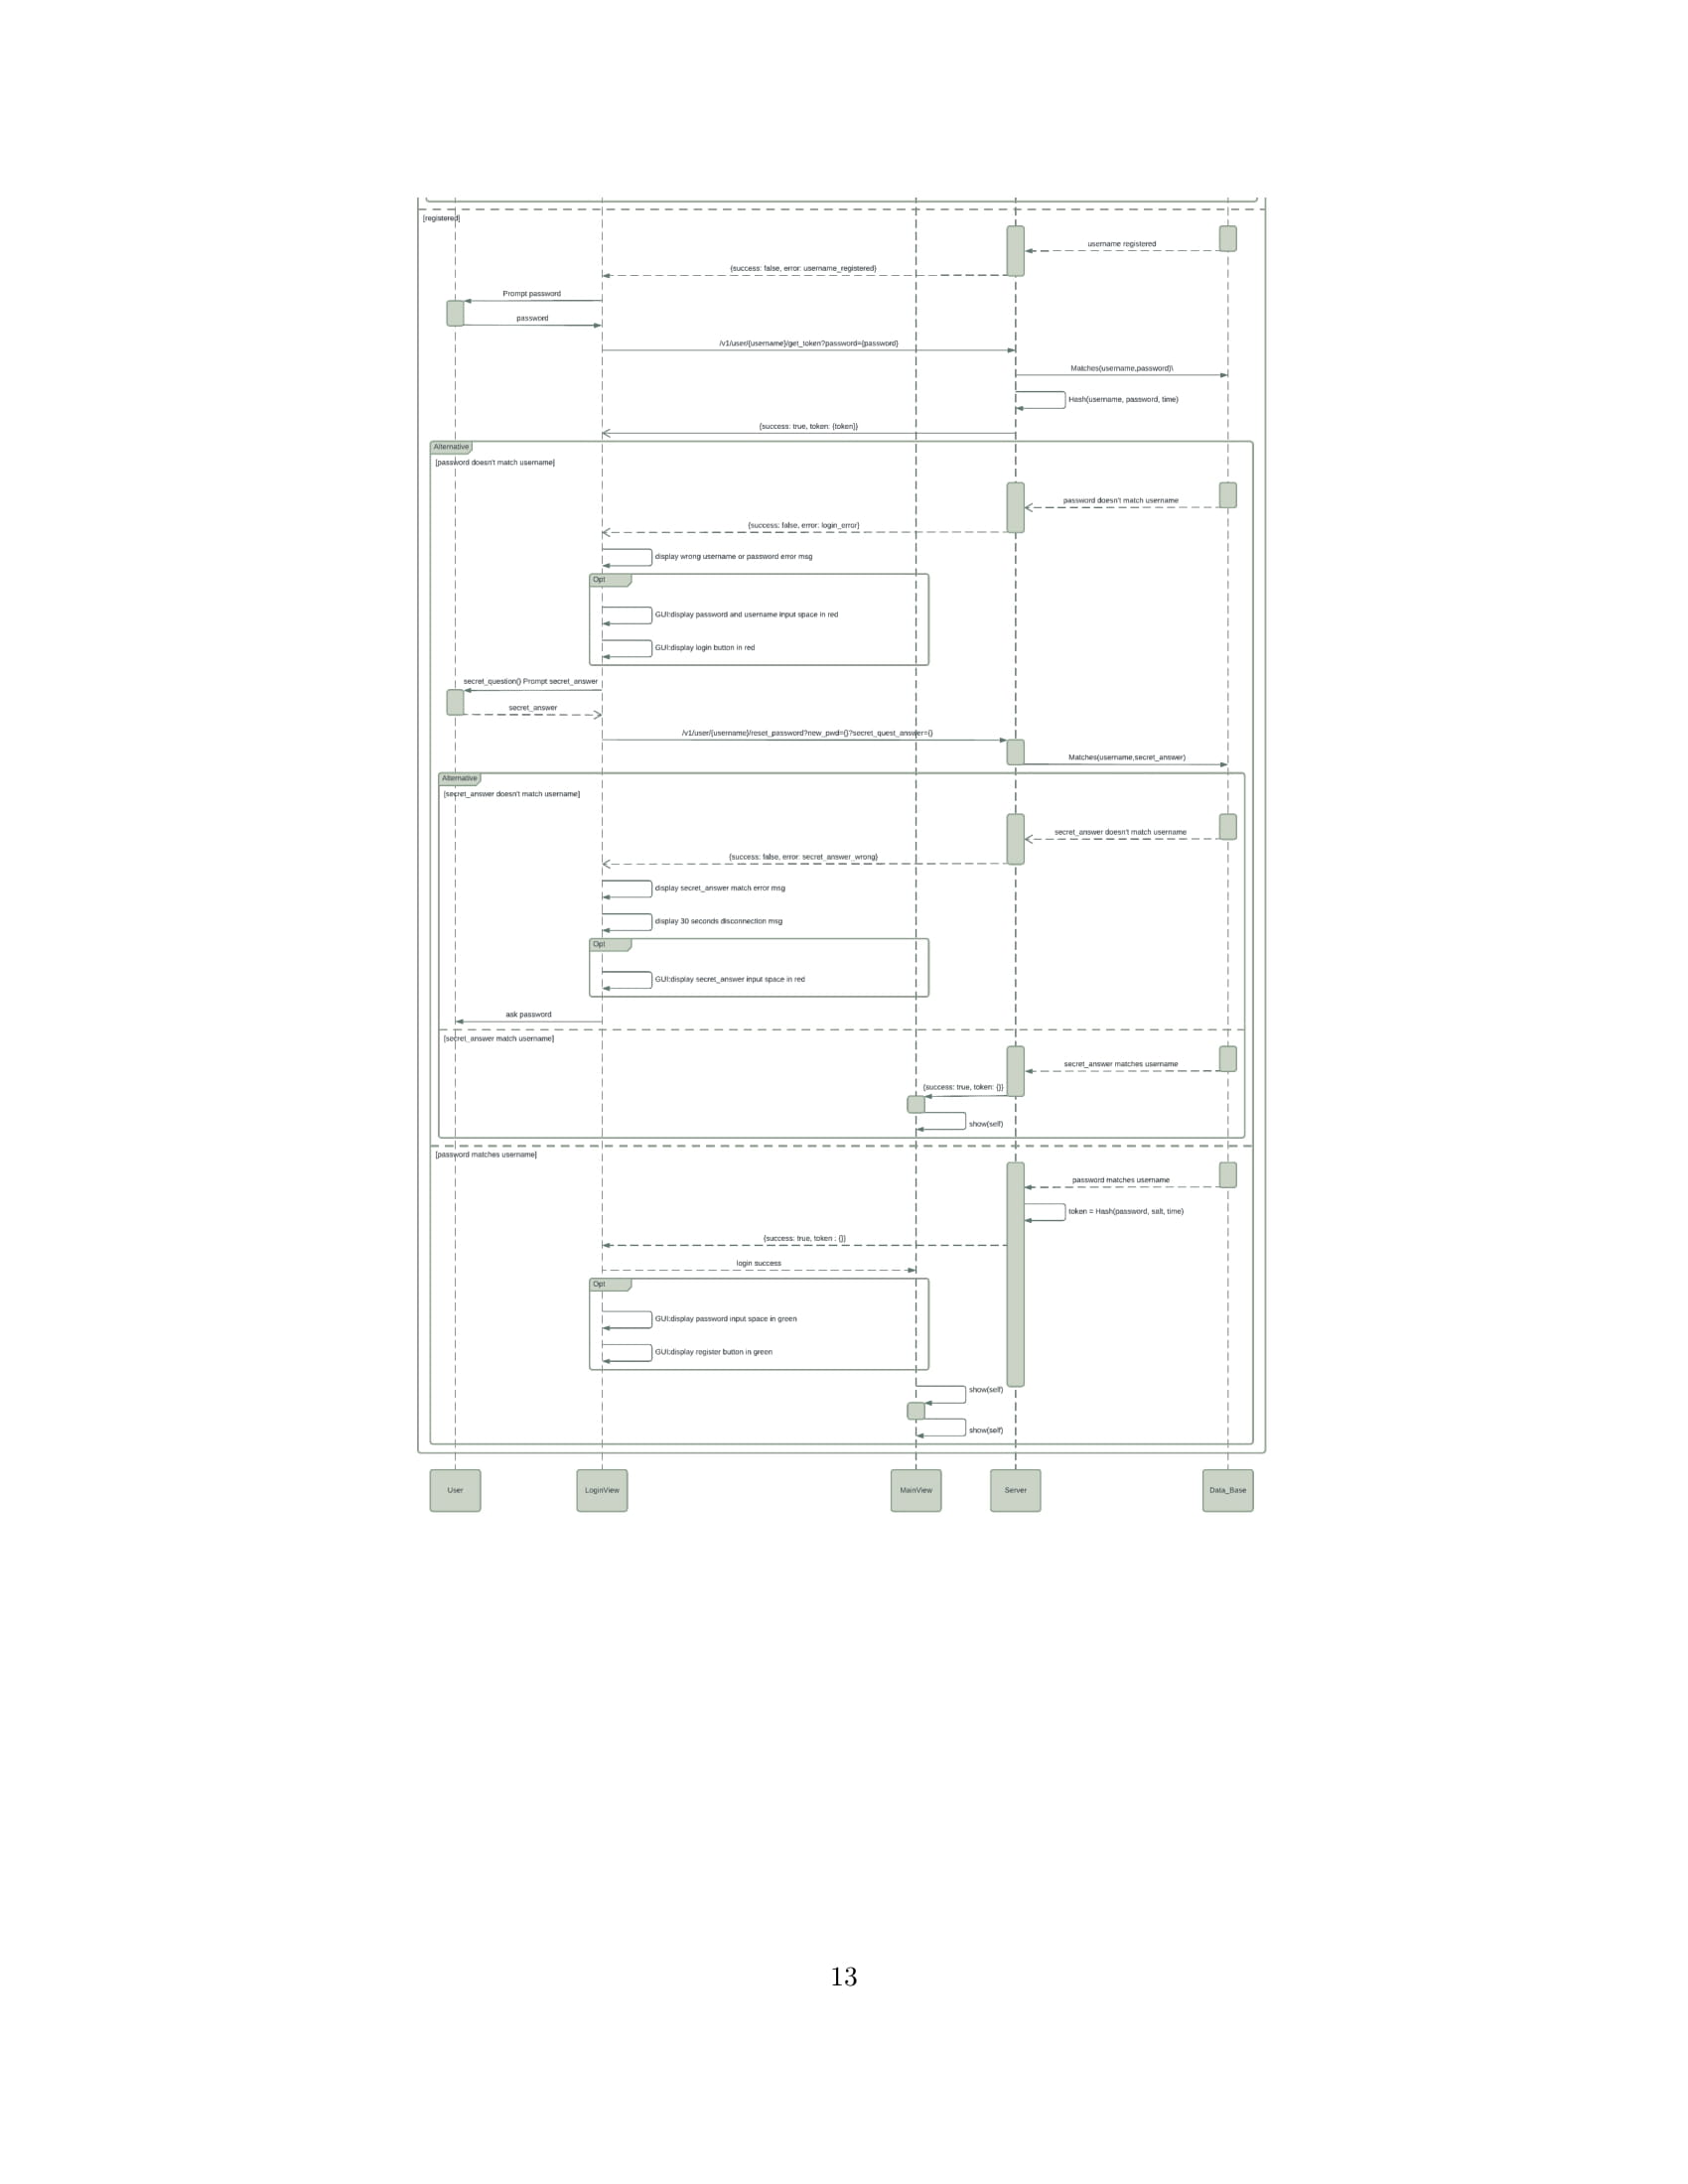 [registered]
username registered
{success: false, error: username_registered}
Prompt password
password
/v1/user/{username}/get_token?password={password}
Matches(username,password)\
Hash(username, password, time)
{success: true, token: {token}}
Alternative
[password doesn't match username]
password doesn't match username
{success: false, error: login_error}
display wrong username or password error msg
Opt
GUI:display password and username input space in red
GUI:display login button in red
secret_question() Prompt secret_answer
secret_answer
/v1/user/{username}/reset_password?new_pwd={}?secret_quest_answer={}
Matches(username,secret_answer)
Alternative
[secret_answer doesn't match username]
secret_answer doesn't match username
{success: false, error: secret_answer_wrong}
display secret_answer match error msg
display 30 seconds disconnection msg
Opt
GUI:display secret_answer input space in red
ask password
[secret_answer match username]
secret_answer matches username
{success: true, token: {}}
show(self)
[password matches username]
password matches username
token = Hash(password, salt, time)
{success: true, token : {}}
login success
Opt
GUI:display password input space in green
GUI:display register button in green
show(self)
show(self)
User
LoginView
MainView
Server
Data_Base
13